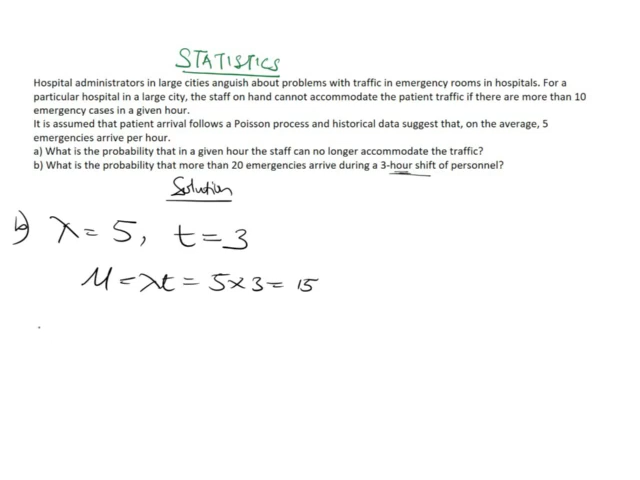 STATISTICS
Hospital administrators in large cities anguish about problems with traffic in emergency rooms in hospitals. For a
particular hospital in a large city, the staff on hand cannot accommodate the patient traffic if there are more than 10
emergency cases in a given hour.
It is assumed that patient arrival follows a Poisson process and historical data suggest that, on the average, 5
emergencies arrive per hour.
a) What is the probability that in a given hour the staff can no longer accommodate the traffic?
b) What is the probability that more than 20 emergencies arrive during a 3-hour shift of personnel?
Solution
b) λ = 5, t = 3
μ = λt = 5 × 3 = 15